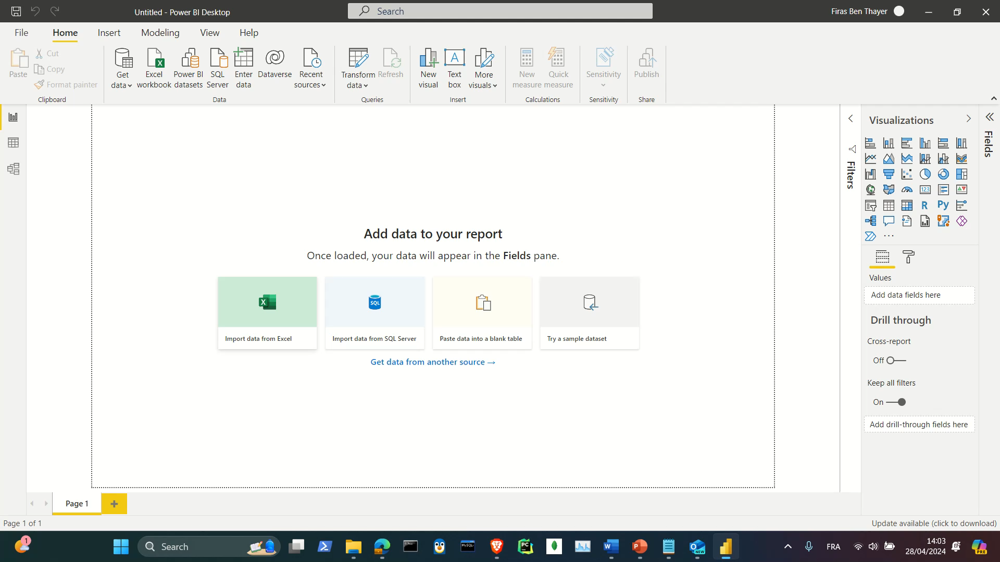 Untitled - Power BI Desktop
Search
Firas Ben Thayer
File
Home
Insert
Modeling
View
Help
Paste
Cut
Copy
Format painter
Clipboard
Get data
Excel workbook
Power BI datasets
SQL Server
Enter data
Dataverse
Recent sources
Data
Transform data
Refresh
Queries
New visual
Text box
More visuals
Insert
New measure
Quick measure
Calculations
Sensitivity
Sensitivity
Publish
Share
Visualizations
Fields
Filters
R
Py
123
Add data to your report
Once loaded, your data will appear in the Fields pane.
X
SQL
Import data from Excel
Import data from SQL Server
Paste data into a blank table
Try a sample dataset
Get data from another source →
Values
Add data fields here
Drill through
Cross-report
Off
Keep all filters
On
Add drill-through fields here
Page 1
Page 1 of 1
Update available (click to download)
1
Search
MySQL
PC
W
P
NEW
FRA
14:03
28/04/2024
PRE